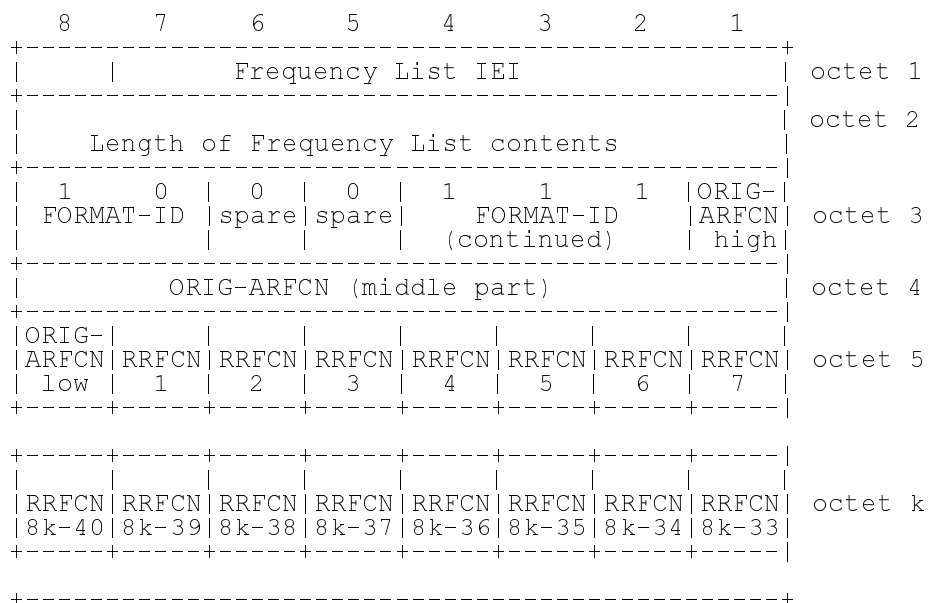 8 7 6 5 4 3 2 1
Frequency List IEI octet 1
octet 2
Length of Frequency List contents
1 0 0 0 1 1 1 ORIG-
FORMAT-ID spare spare FORMAT-ID ARFCN octet 3
(continued) high
ORIG-ARFCN (middle part) octet 4
ORIG-
ARFCN RRFCN RRFCN RRFCN RRFCN RRFCN RRFCN RRFCN octet 5
low 1 2 3 4 5 6 7
RRFCN RRFCN RRFCN RRFCN RRFCN RRFCN RRFCN RRFCN octet k
8k-40 8k-39 8k-38 8k-37 8k-36 8k-35 8k-34 8k-33